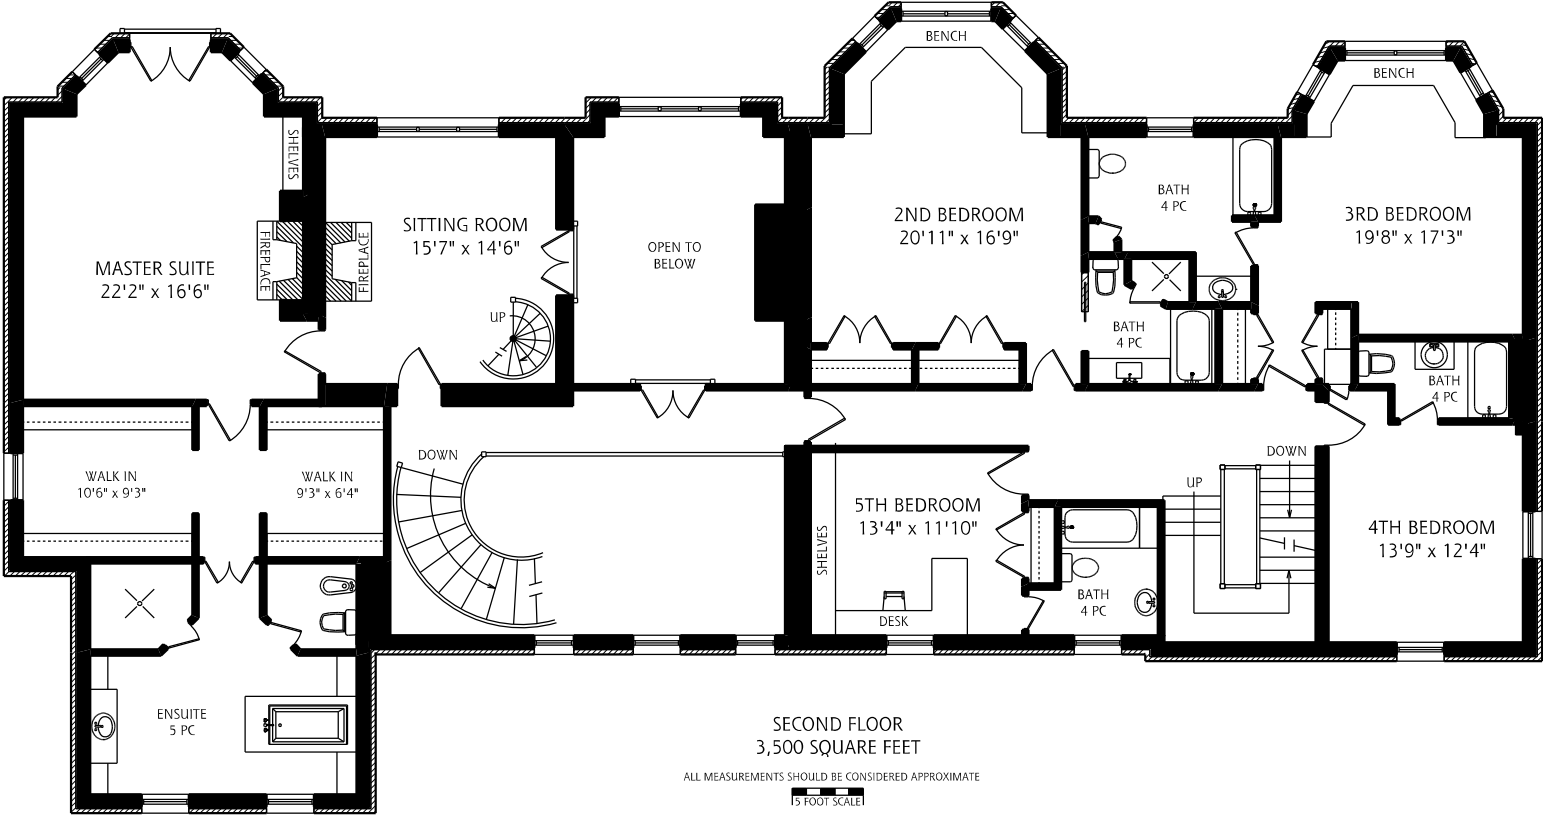 BENCH
BENCH
SHELVES
BATH
4 PC
2ND BEDROOM
20'11" x 16'9"
3RD BEDROOM
19'8" x 17'3"
SITTING ROOM
15'7" x 14'6"
OPEN TO
BELOW
FIREPLACE
FIREPLACE
MASTER SUITE
22'2" x 16'6"
UP
BATH
4 PC
BATH
4 PC
DOWN
DOWN
WALK IN
10'6" x 9'3"
WALK IN
9'3" x 6'4"
UP
5TH BEDROOM
13'4" x 11'10"
SHELVES
4TH BEDROOM
13'9" x 12'4"
BATH
4 PC
DESK
ENSUITE
5 PC
SECOND FLOOR
3,500 SQUARE FEET
ALL MEASUREMENTS SHOULD BE CONSIDERED APPROXIMATE
5 FOOT SCALE